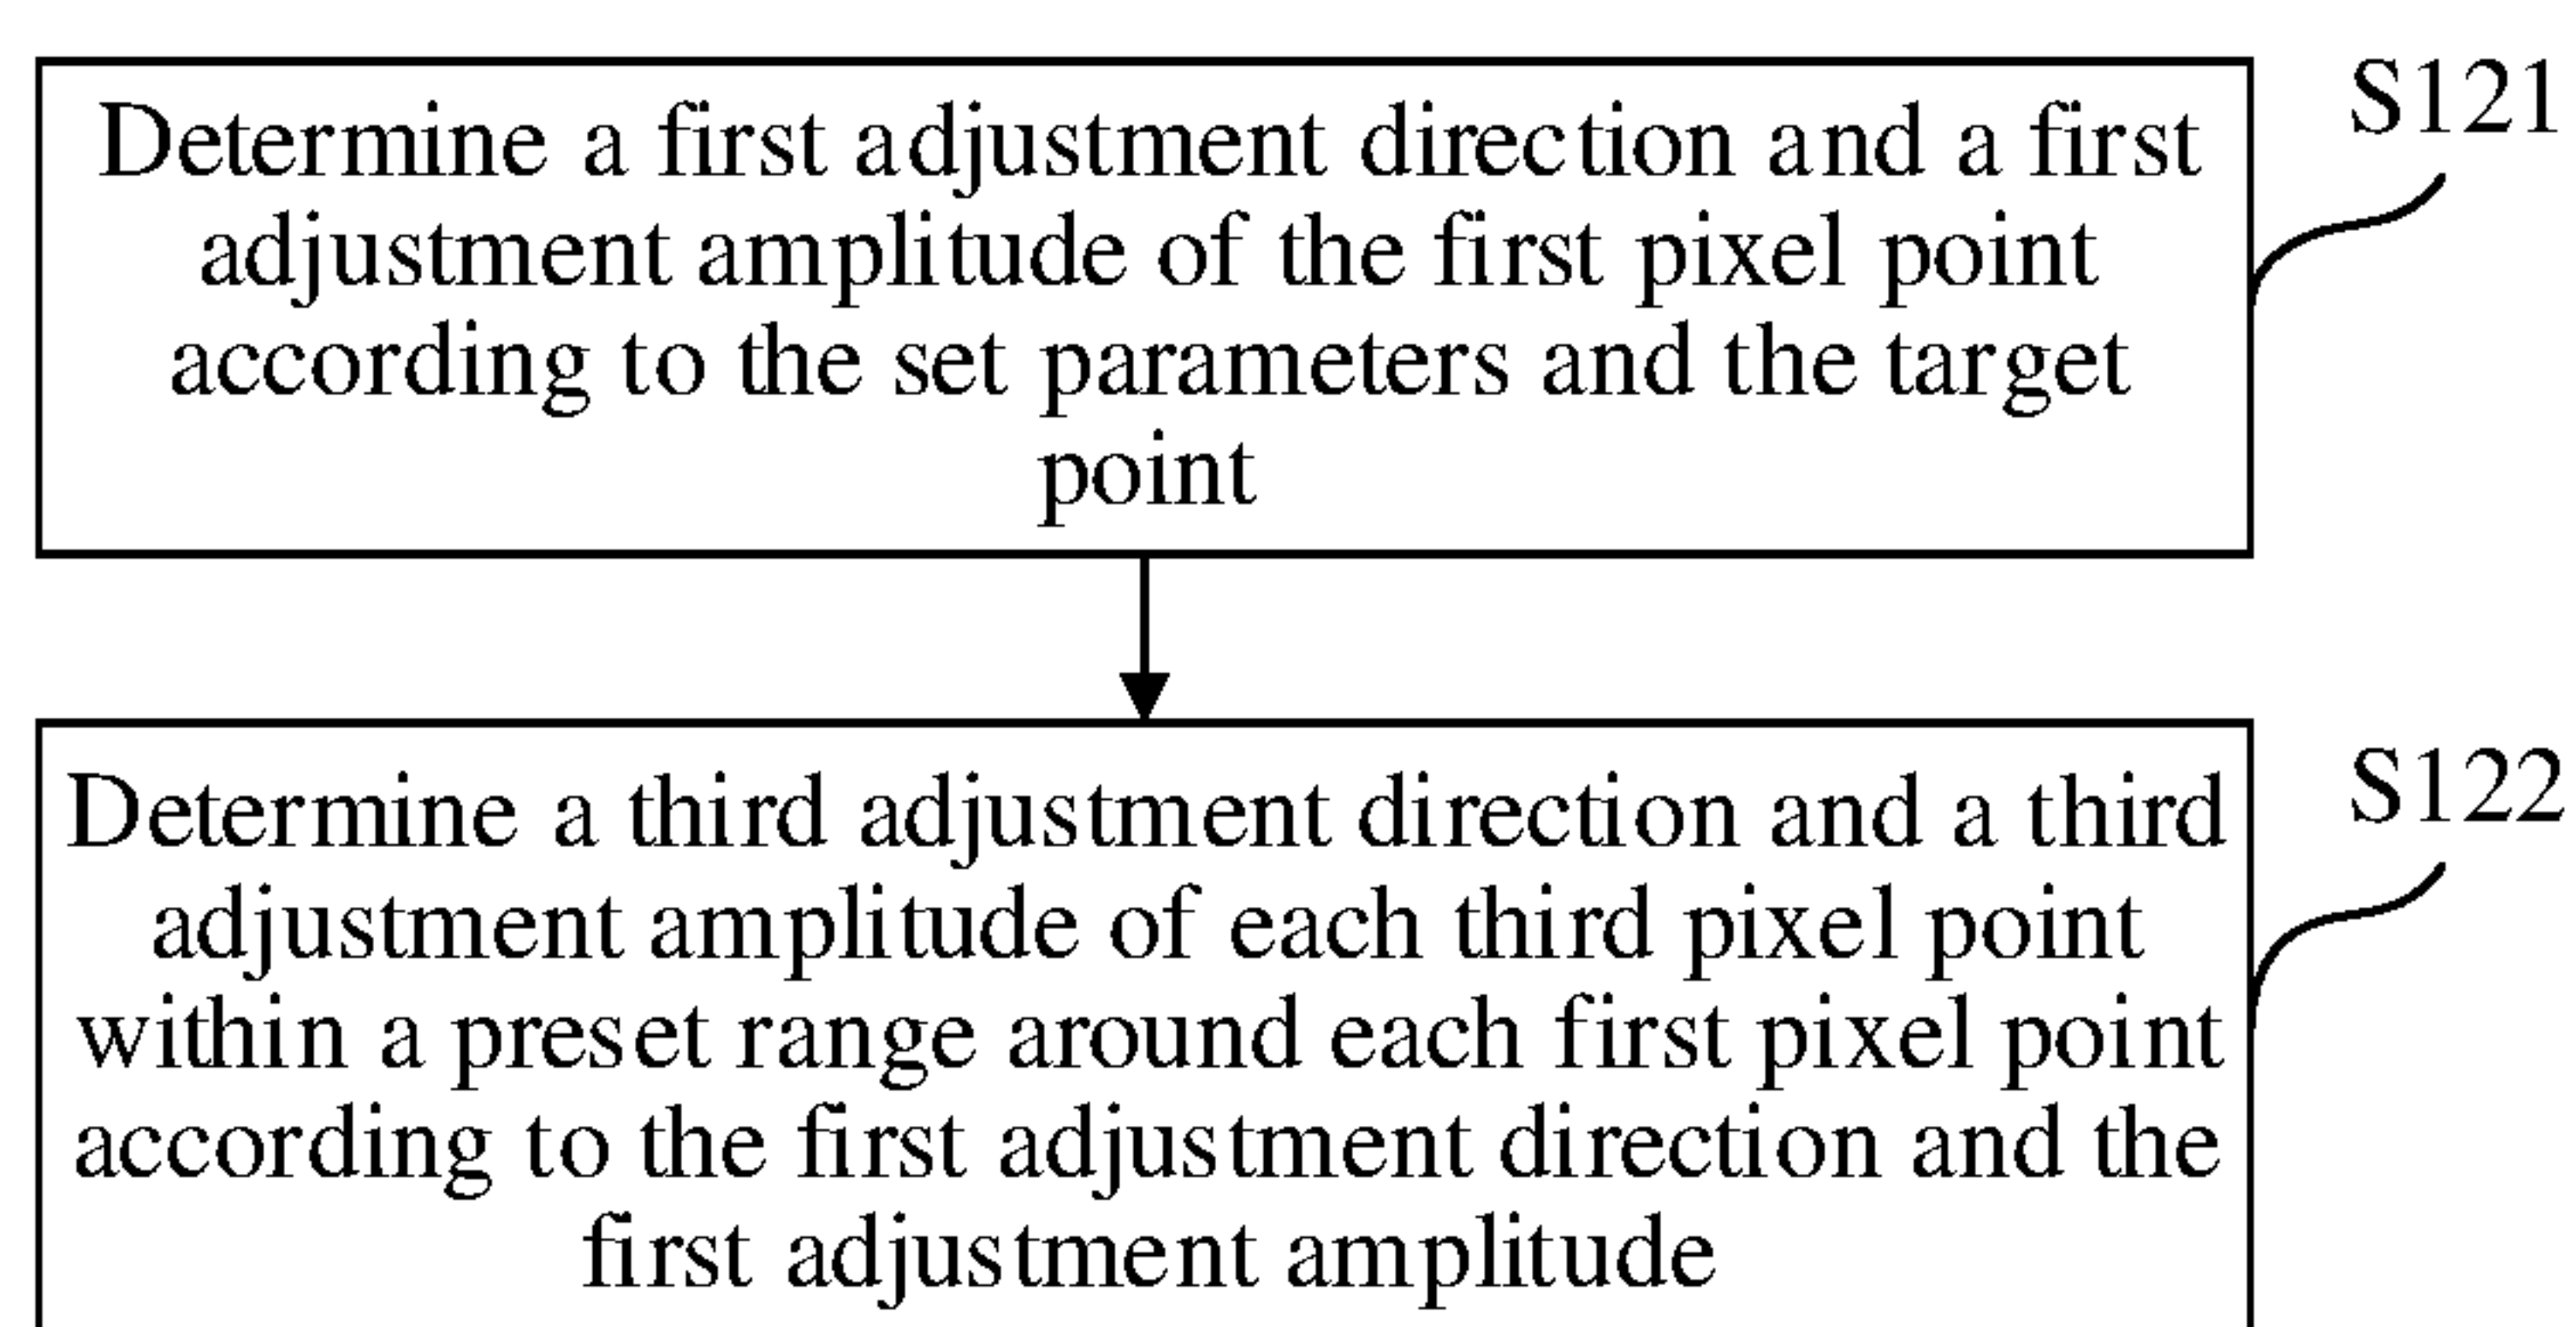 Determine a first adjustment direction and a first
adjustment amplitude of the first pixel point
according to the set parameters and the target
point
S121
Determine a third adjustment direction and a third
adjustment amplitude of each third pixel point
within a preset range around each first pixel point
according to the first adjustment direction and the
first adjustment amplitude
S122